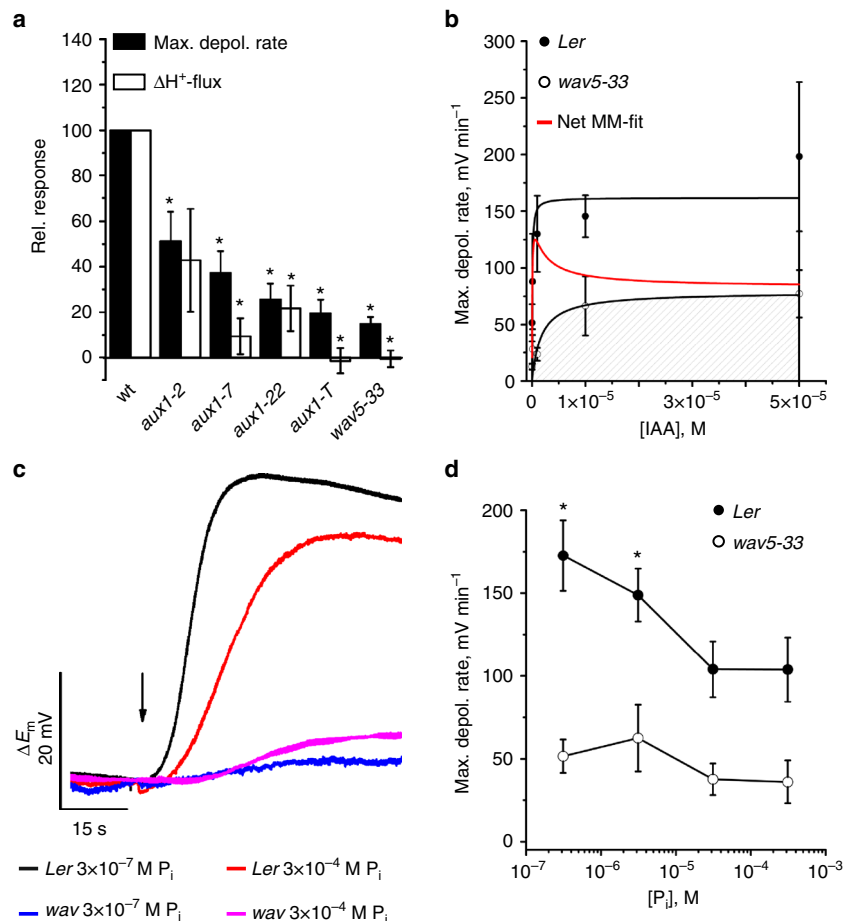 a
140
120
100
80
60
40
20
0
Rel. response
Max. depol. rate
ΔH⁺-flux
* * * * * * * * *
wt
aux1-2
aux1-7
aux1-22
aux1-T
wav5-33
b
300
250
200
150
100
50
0
Max. depol. rate, mV min⁻¹
Ler
wav5-33
Net MM-fit
0 1×10⁻⁵ 3×10⁻⁵ 5×10⁻⁵
[IAA], M
c
ΔEm
20 mV
15 s
Ler 3×10⁻⁷ M Pi
Ler 3×10⁻⁴ M Pi
wav 3×10⁻⁷ M Pi
wav 3×10⁻⁴ M Pi
d
200
150
100
50
0
Max. depol. rate, mV min⁻¹
Ler
wav5-33
* *
10⁻⁷ 10⁻⁶ 10⁻⁵ 10⁻⁴ 10⁻³
[Pi], M